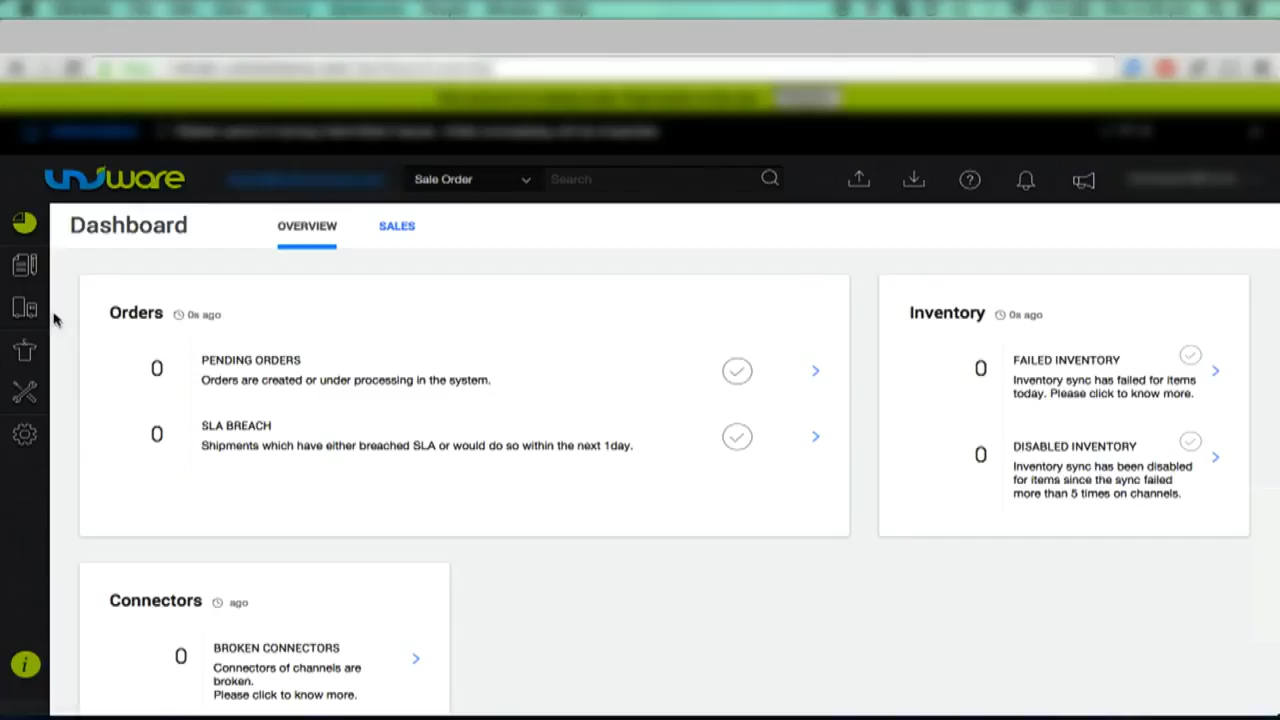 uniware
Sale Order
Search
Dashboard
OVERVIEW
SALES
Orders
0s ago
0
PENDING ORDERS
Orders are created or under processing in the system.
0
SLA BREACH
Shipments which have either breached SLA or would do so within the next 1day.
Inventory
0s ago
0
FAILED INVENTORY
Inventory sync has failed for items
today. Please click to know more.
0
DISABLED INVENTORY
Inventory sync has been disabled
for items since the sync failed
more than 5 times on channels.
Connectors
ago
0
BROKEN CONNECTORS
Connectors of channels are
broken.
Please click to know more.
i